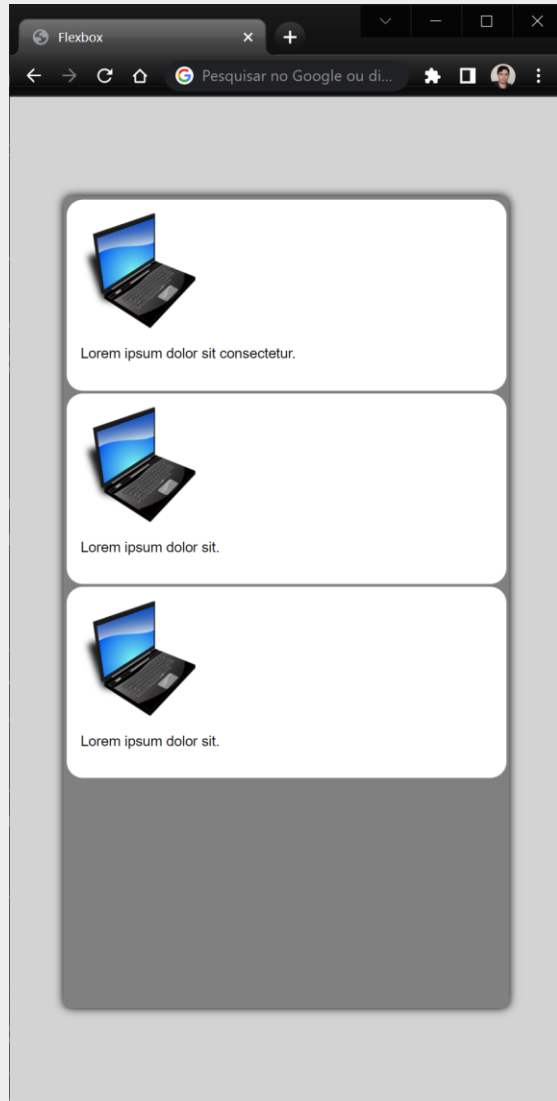 Flexbox
Pesquisar no Google ou di...
Lorem ipsum dolor sit consectetur.
Lorem ipsum dolor sit.
Lorem ipsum dolor sit.